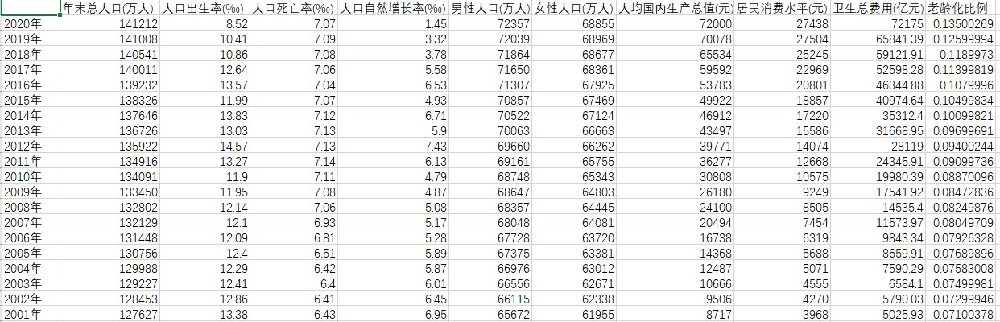 年末总人口(万人) 人口出生率(‰) 人口死亡率(‰) 人口自然增长率(‰) 男性人口(万人) 女性人口(万人) 人均国内生产总值(元) 居民消费水平(元) 卫生总费用(亿元) 老龄化比例
2020年 141212 8.52 7.07 1.45 72357 68855 72000 27438 72175 0.13500269
2019年 141008 10.41 7.09 3.32 72039 68969 70078 27504 65841.39 0.12599994
2018年 140541 10.86 7.08 3.78 71864 68677 65534 25245 59121.91 0.1189973
2017年 140011 12.64 7.06 5.58 71650 68361 59592 22969 52598.28 0.11399819
2016年 139232 13.57 7.04 6.53 71307 67925 53783 20801 46344.88 0.1079996
2015年 138326 11.99 7.07 4.93 70857 67469 49922 18857 40974.64 0.10499834
2014年 137646 13.83 7.12 6.71 70522 67124 46912 17220 35312.4 0.10099821
2013年 136726 13.03 7.13 5.9 70063 66663 43497 15586 31668.95 0.09699691
2012年 135922 14.57 7.13 7.43 69660 66262 39771 14074 28119 0.09400244
2011年 134916 13.27 7.14 6.13 69161 65755 36277 12668 24345.91 0.09099736
2010年 134091 11.9 7.11 4.79 68748 65343 30808 10575 19980.39 0.08870096
2009年 133450 11.95 7.08 4.87 68647 64803 26180 9249 17541.92 0.08472836
2008年 132802 12.14 7.06 5.08 68357 64445 24100 8505 14535.4 0.08249876
2007年 132129 12.1 6.93 5.17 68048 64081 20494 7454 11573.97 0.08049709
2006年 131448 12.09 6.81 5.28 67728 63720 16738 6319 9843.34 0.07926328
2005年 130756 12.4 6.51 5.89 67375 63381 14368 5688 8659.91 0.07689896
2004年 129988 12.29 6.42 5.87 66976 63012 12487 5071 7590.29 0.07583008
2003年 129227 12.41 6.4 6.01 66556 62671 10666 4555 6584.1 0.07499981
2002年 128453 12.86 6.41 6.45 66115 62338 9506 4270 5790.03 0.07299946
2001年 127627 13.38 6.43 6.95 65672 61955 8717 3968 5025.93 0.07100378